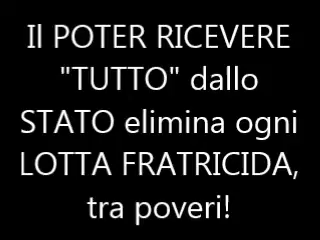 Il POTER RICEVERE
"TUTTO" dallo
STATO elimina ogni
LOTTA FRATRICIDA,
tra poveri!